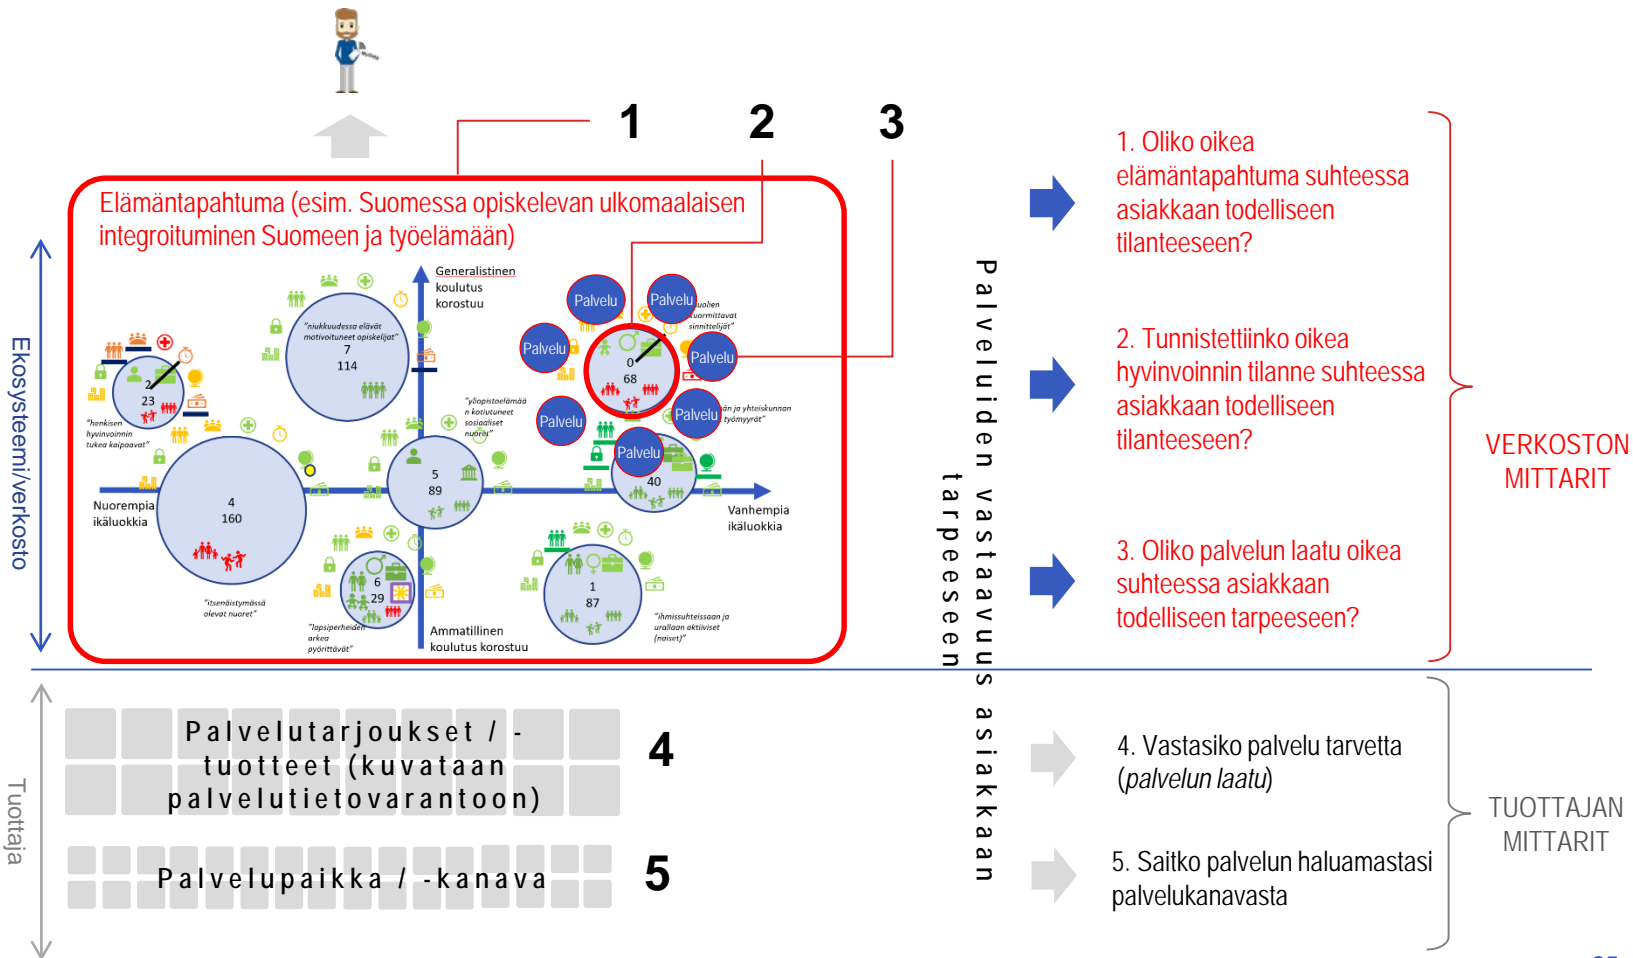 MyData
1
2
3
Elämäntapahtuma (esim. Suomessa opiskelevan ulkomaalaisen
integroituminen Suomeen ja työelämään)
Ekosysteemi/verkosto
Generalistinen
koulutus
korostuu
"niukkuudessa elävät
motivoituneet opiskelijat"
7
114
Palvelu
Palvelu
Palvelu
Palvelu
Palvelu
Palvelu
Palvelu
kuormittavat
sinnittelijät"
0
68
2
23
"henkisen
hyvinvoinnin
tukea kaipaavat"
"yliopistoelämää
n kotiutuneet
sosiaaliset
nuoret"
5
89
ja yhteiskunnan
työmyyrät"
40
4
160
Nuorempia
ikäluokkia
Vanhempia
ikäluokkia
"itsenäistymässä
olevat nuoret"
6
29
"lapsiperheiden
arkea
pyörittävät"
1
87
"ihmissuhteissaan ja
urallaan aktiiviset
(naiset)"
Ammatillinen
koulutus korostuu
Palveluiden vastaavuus asiakkaan
tarpeeseen
1. Oliko oikea
elämäntapahtuma suhteessa
asiakkaan todelliseen
tilanteeseen?
2. Tunnistettiinko oikea
hyvinvoinnin tilanne suhteessa
asiakkaan todelliseen
tilanteeseen?
3. Oliko palvelun laatu oikea
suhteessa asiakkaan
todelliseen tarpeeseen?
VERKOSTON
MITTARIT
Tuottaja
Palvelutarjoukset / -
tuotteet (kuvataan
palvelutietovarantoon)
4
Palvelupaikka / -kanava
5
4. Vastasiko palvelu tarvetta
(palvelun laatu)
5. Saitko palvelun haluamastasi
palvelukanavasta
TUOTTAJAN
MITTARIT